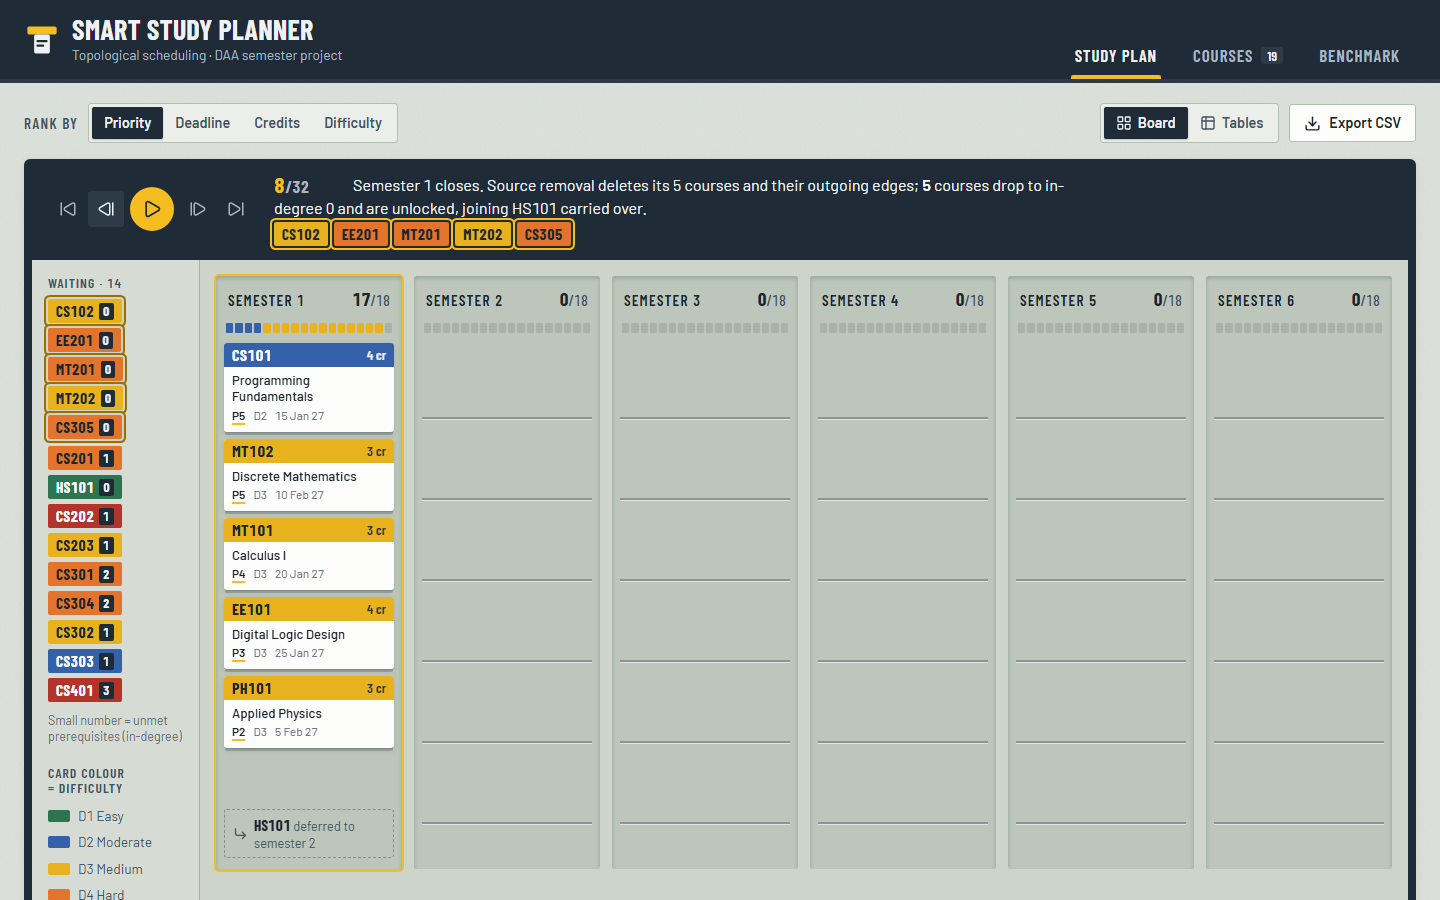 SMART STUDY PLANNER
Topological scheduling · DAA semester project
STUDY PLAN
COURSES 19
BENCHMARK
RANK BY
Priority
Deadline
Credits
Difficulty
Board
Tables
Export CSV
8/32
Semester 1 closes. Source removal deletes its 5 courses and their outgoing edges; 5 courses drop to in-
degree 0 and are unlocked, joining HS101 carried over.
CS102 EE201 MT201 MT202 CS305
WAITING · 14
CS102 0
EE201 0
MT201 0
MT202 0
CS305 0
CS201 1
HS101 0
CS202 1
CS203 1
CS301 2
CS304 2
CS302 1
CS303 1
CS401 3
Small number = unmet
prerequisites (in-degree)
CARD COLOUR
= DIFFICULTY
D1 Easy
D2 Moderate
D3 Medium
D4 Hard
SEMESTER 1 17/18
CS101 4 cr
Programming
Fundamentals
P5 D2 15 Jan 27
MT102 3 cr
Discrete Mathematics
P5 D3 10 Feb 27
MT101 3 cr
Calculus I
P4 D3 20 Jan 27
EE101 4 cr
Digital Logic Design
P3 D3 25 Jan 27
PH101 3 cr
Applied Physics
P2 D3 5 Feb 27
HS101 deferred to
semester 2
SEMESTER 2 0/18
SEMESTER 3 0/18
SEMESTER 4 0/18
SEMESTER 5 0/18
SEMESTER 6 0/18